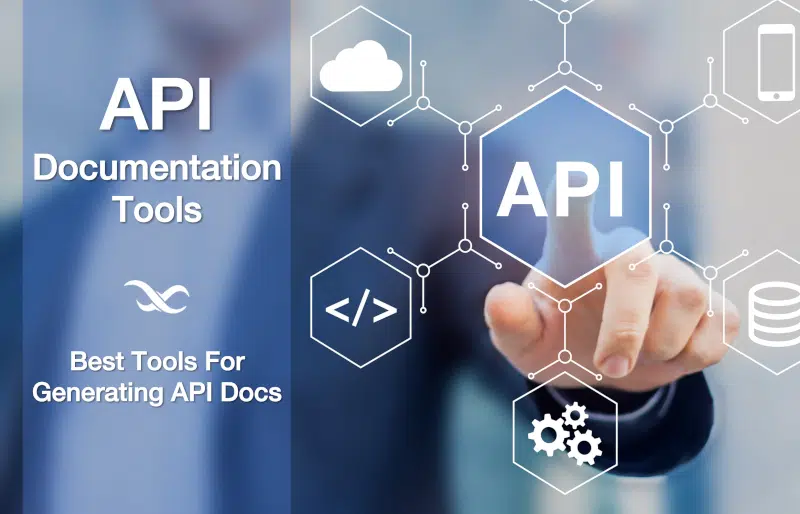 API
Documentation
Tools
Best Tools For
Generating API Docs
API
</>